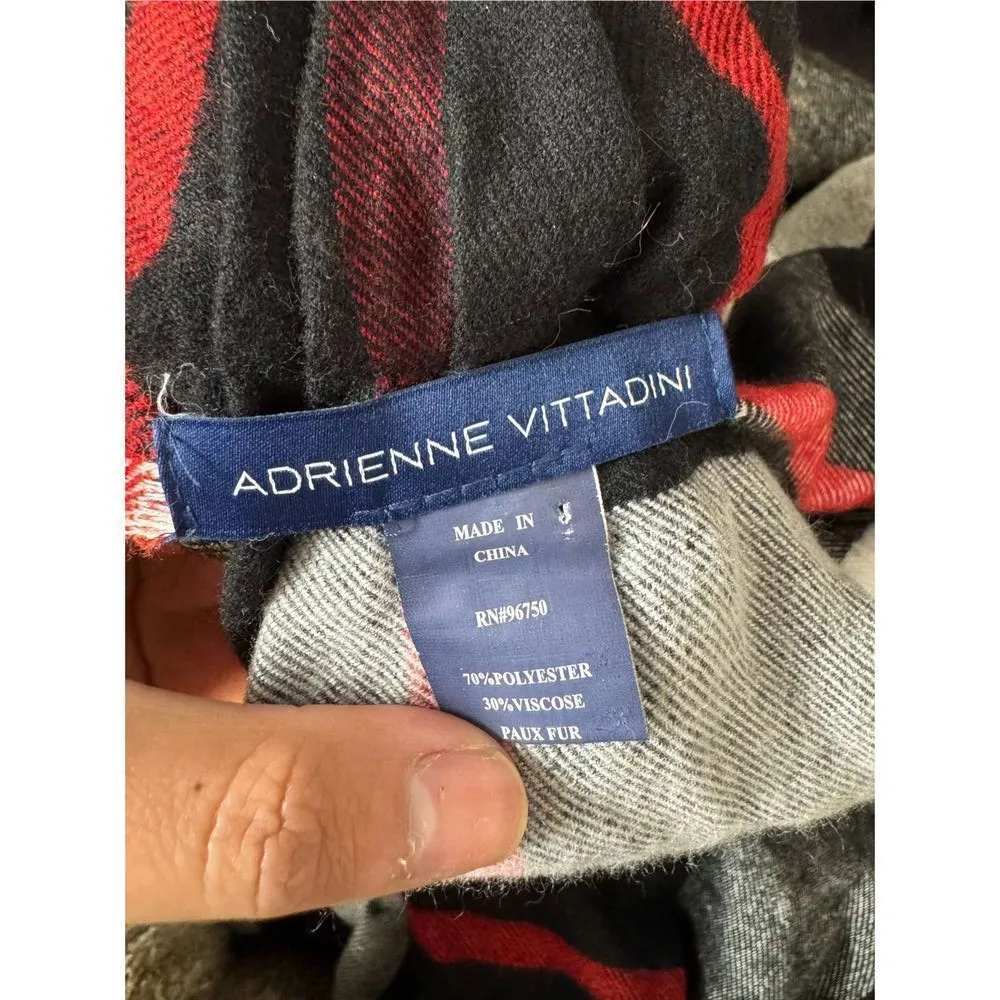 ADRIENNE VITTADINI
MADE IN
CHINA
RN#96750
70%POLYESTER
30%VISCOSE
PAUX FUR